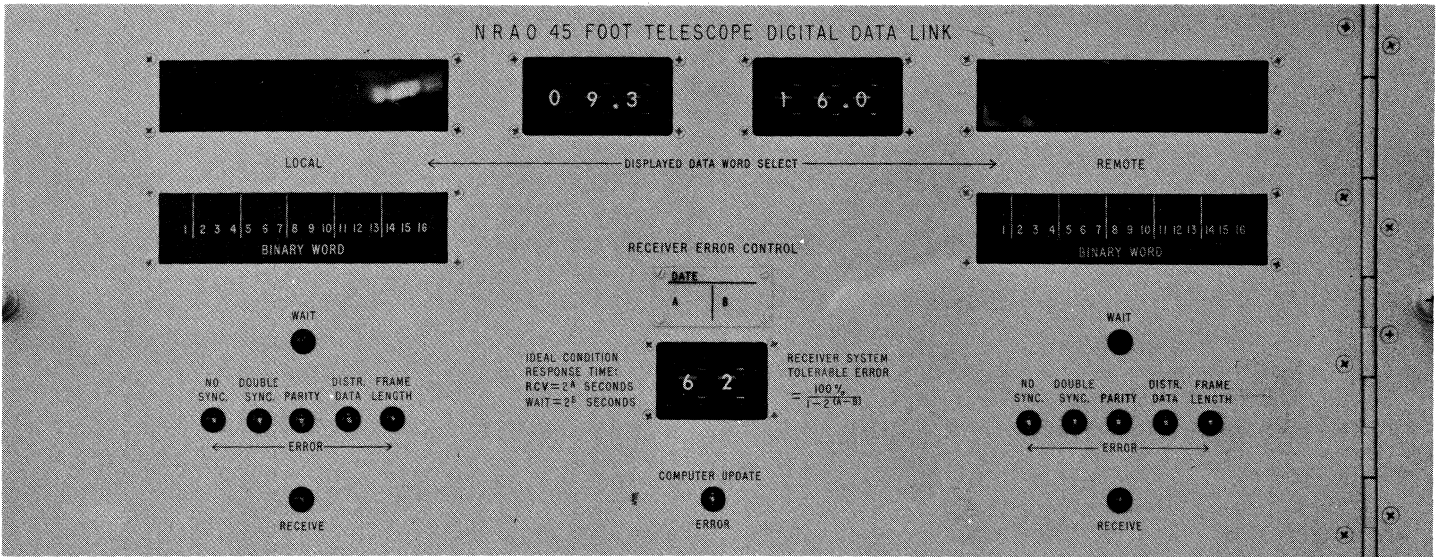 NRAO 45 FOOT TELESCOPE DIGITAL DATA LINK
09.3 16.0
LOCAL DISPLAYED DATA WORD SELECT REMOTE
1 2 3 4 5 6 7 8 9 10 11 12 13 14 15 16
BINARY WORD
1 2 3 4 5 6 7 8 9 10 11 12 13 14 15 16
BINARY WORD
RECEIVER ERROR CONTROL
DATE
A B
WAIT
NO SYNC.
DOUBLE SYNC.
PARITY
DISTR. DATA
FRAME LENGTH
ERROR
RECEIVE
IDEAL CONDITION
RESPONSE TIME:
RCV=2^A SECONDS
WAIT=2^B SECONDS
6 2
RECEIVER SYSTEM
TOLERABLE ERROR
= 100% / 1-2^(A-B)
COMPUTER UPDATE
ERROR
WAIT
NO SYNC.
DOUBLE SYNC.
PARITY
DISTR. DATA
FRAME LENGTH
ERROR
RECEIVE